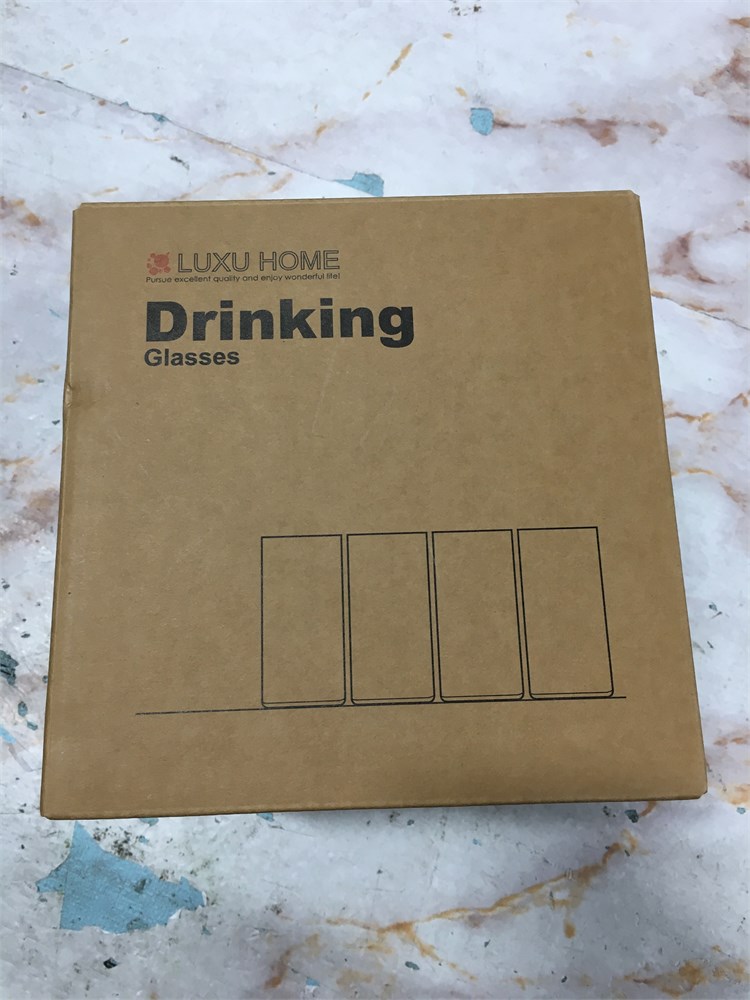 LUXU HOME
Pursue excellent quality and enjoy wonderful life!
Drinking
Glasses